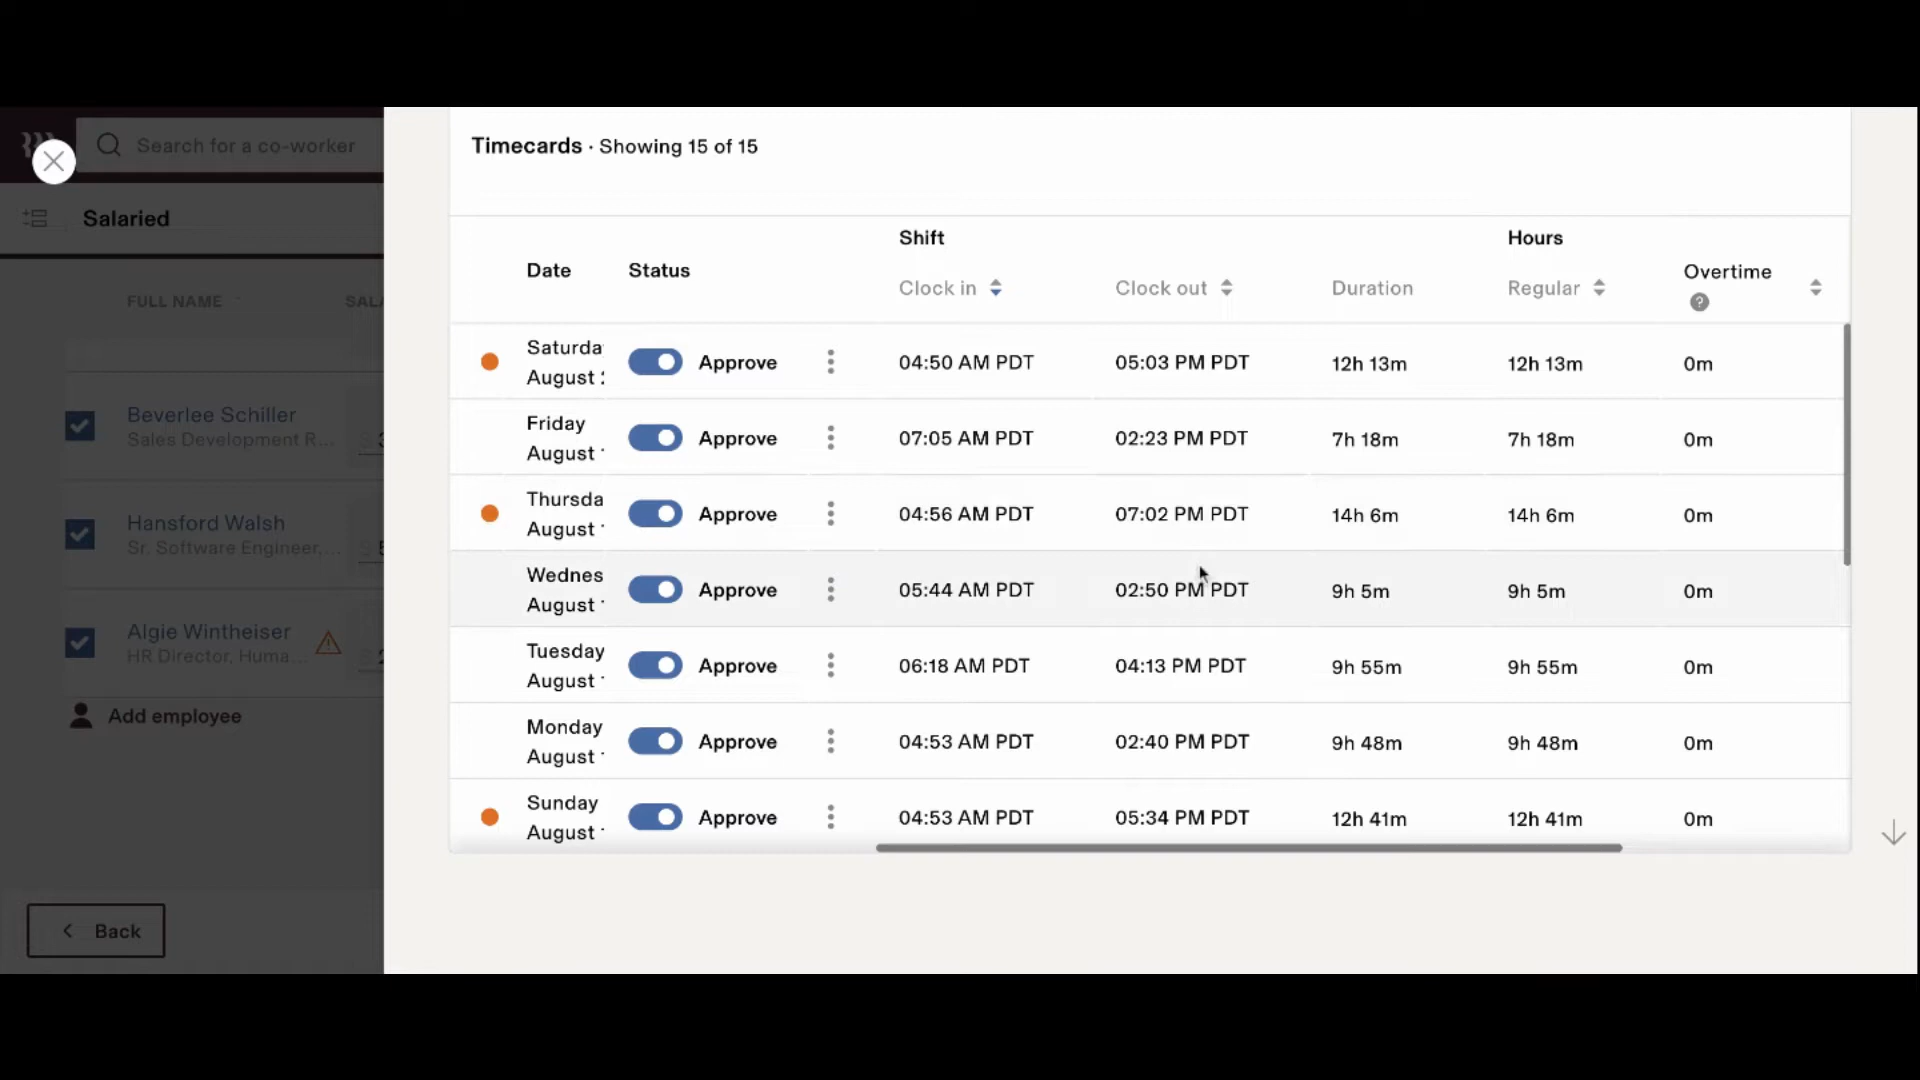 Search for a co-worker
Salaried
FULL NAME
Beverlee Schiller
Sales Development R...
Hansford Walsh
Sr. Software Engineer,...
Algie Wintheiser
HR Director, Huma...
Add employee
Back
Timecards · Showing 15 of 15
Shift
Hours
Date
Status
Overtime
Clock in
Clock out
Duration
Regular
Saturda
August
Approve
04:50 AM PDT
05:03 PM PDT
12h 13m
12h 13m
0m
Friday
August
Approve
07:05 AM PDT
02:23 PM PDT
7h 18m
7h 18m
0m
Thursda
August
Approve
04:56 AM PDT
07:02 PM PDT
14h 6m
14h 6m
0m
Wednes
August
Approve
05:44 AM PDT
02:50 PM PDT
9h 5m
9h 5m
0m
Tuesday
August
Approve
06:18 AM PDT
04:13 PM PDT
9h 55m
9h 55m
0m
Monday
August
Approve
04:53 AM PDT
02:40 PM PDT
9h 48m
9h 48m
0m
Sunday
August
Approve
04:53 AM PDT
05:34 PM PDT
12h 41m
12h 41m
0m